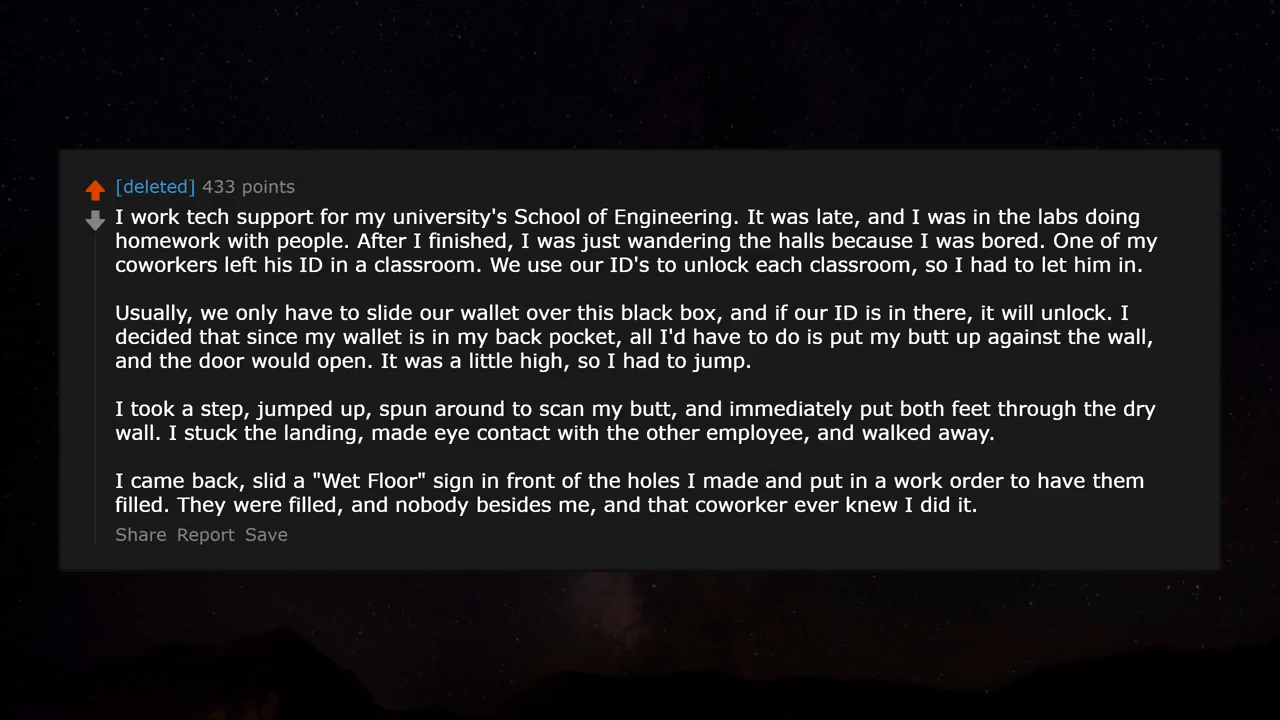 [deleted] 433 points
I work tech support for my university's School of Engineering. It was late, and I was in the labs doing
homework with people. After I finished, I was just wandering the halls because I was bored. One of my
coworkers left his ID in a classroom. We use our ID's to unlock each classroom, so I had to let him in.
Usually, we only have to slide our wallet over this black box, and if our ID is in there, it will unlock. I
decided that since my wallet is in my back pocket, all I'd have to do is put my butt up against the wall,
and the door would open. It was a little high, so I had to jump.
I took a step, jumped up, spun around to scan my butt, and immediately put both feet through the dry
wall. I stuck the landing, made eye contact with the other employee, and walked away.
I came back, slid a "Wet Floor" sign in front of the holes I made and put in a work order to have them
filled. They were filled, and nobody besides me, and that coworker ever knew I did it.
Share Report Save